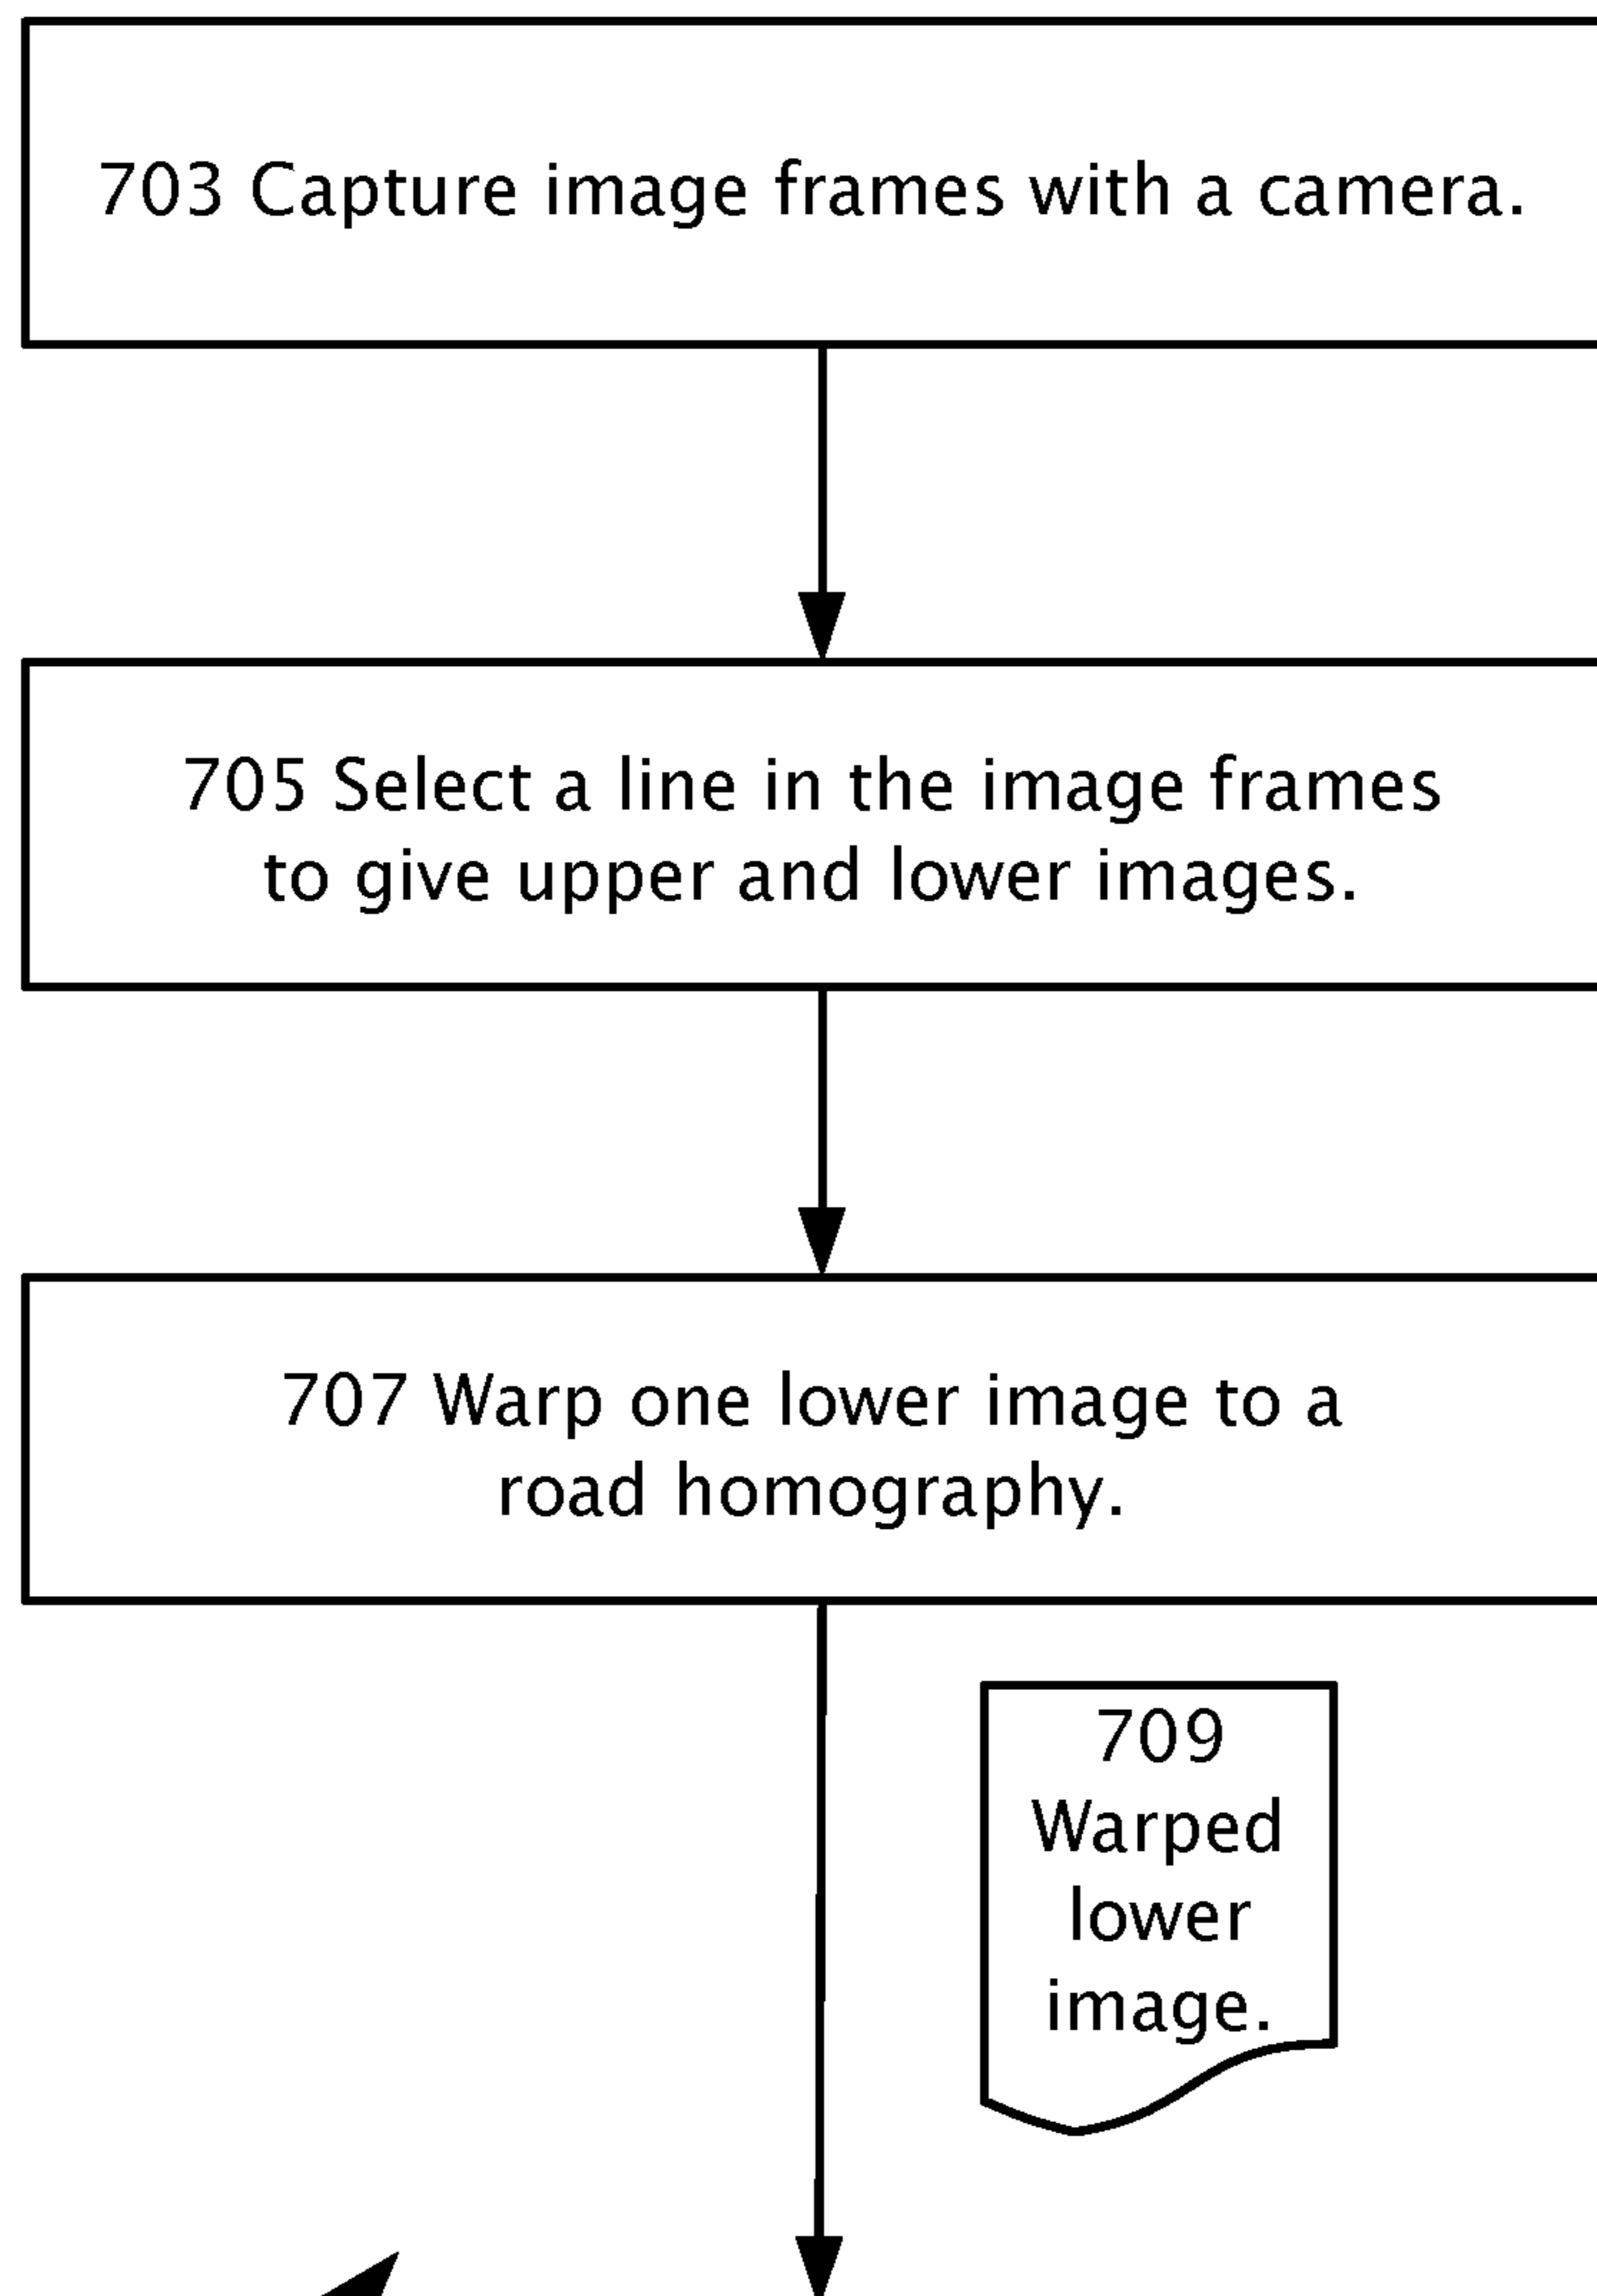 703 Capture image frames with a camera.
705 Select a line in the image frames
to give upper and lower images.
707 Warp one lower image to a
road homography.
709
Warped
lower
image.